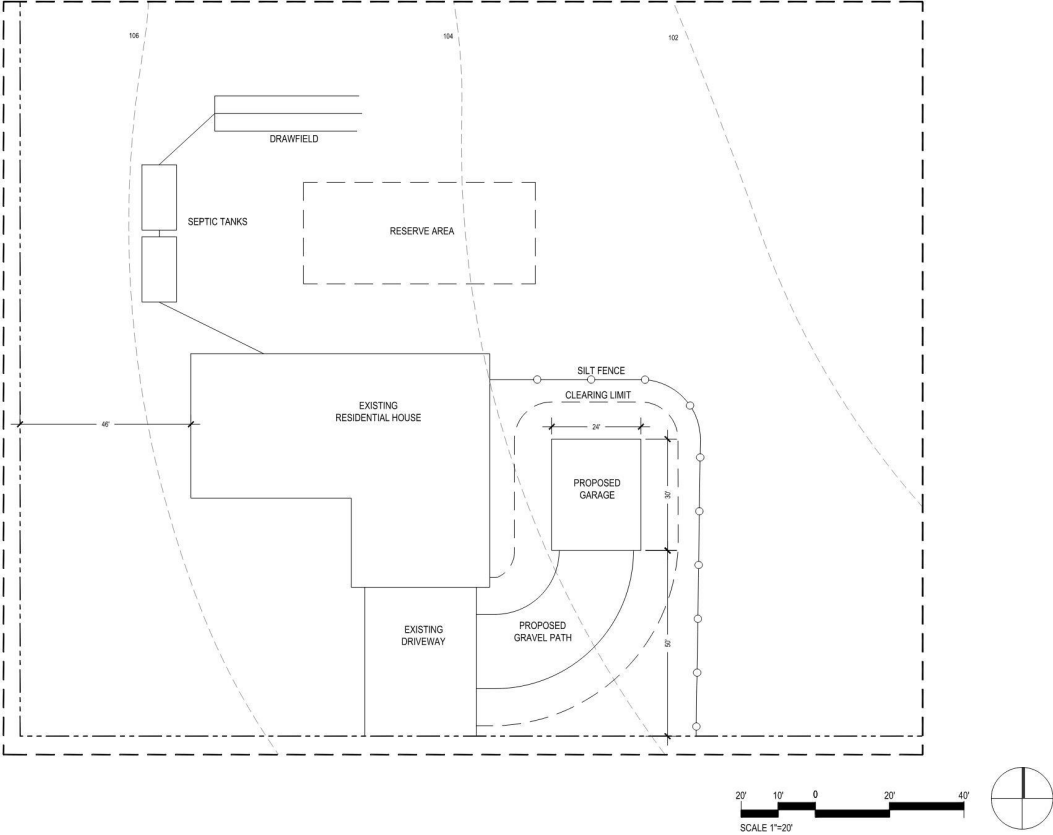 106
104
102
DRAWFIELD
SEPTIC TANKS
RESERVE AREA
SILT FENCE
CLEARING LIMIT
EXISTING
RESIDENTIAL HOUSE
46'
24'
PROPOSED
GARAGE
30'
EXISTING
DRIVEWAY
PROPOSED
GRAVEL PATH
50'
20' 10' 0 20' 40'
SCALE 1"=20'